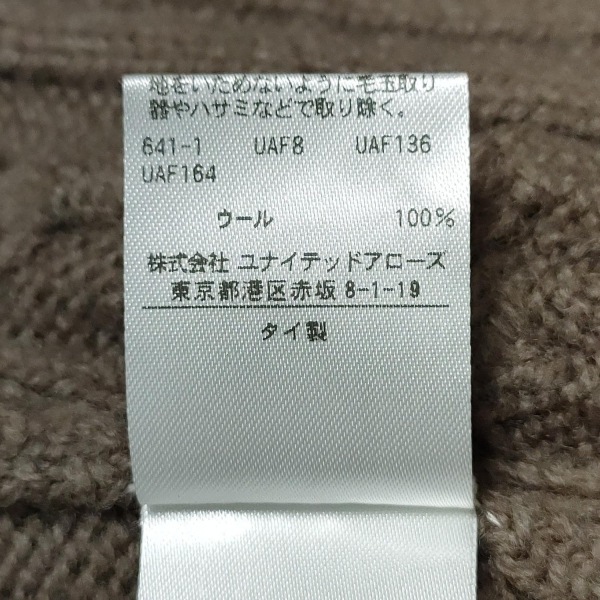 地をいためないように毛玉取り
器やハサミなどで取り除く。
641-1 UAF8 UAF136
UAF164
ウール 100%
株式会社 ユナイテッドアローズ
東京都港区赤坂 8-1-19
タイ製